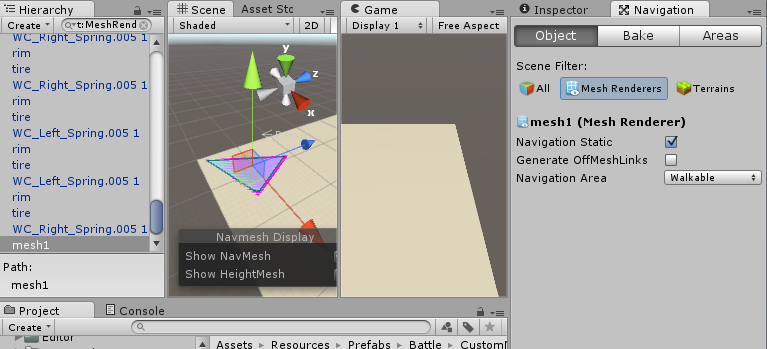 Hierarchy
Create
t:MeshRend
WC_Right_Spring.005 1
rim
tire
WC_Right_Spring.005 1
rim
tire
WC_Left_Spring.005 1
rim
tire
WC_Left_Spring.005 1
rim
tire
WC_Right_Spring.005 1
mesh1
Path:
mesh1
Scene
Asset Sto
Shaded
2D
y
z
x
Navmesh Display
Show NavMesh
Show HeightMesh
Game
Display 1
Free Aspect
Inspector
Navigation
Object
Bake
Areas
Scene Filter:
All
Mesh Renderers
Terrains
mesh1 (Mesh Renderer)
Navigation Static
Generate OffMeshLinks
Navigation Area
Walkable
Project
Console
Create
Editor
Assets ▸ Resources ▸ Prefabs ▸ Battle ▸